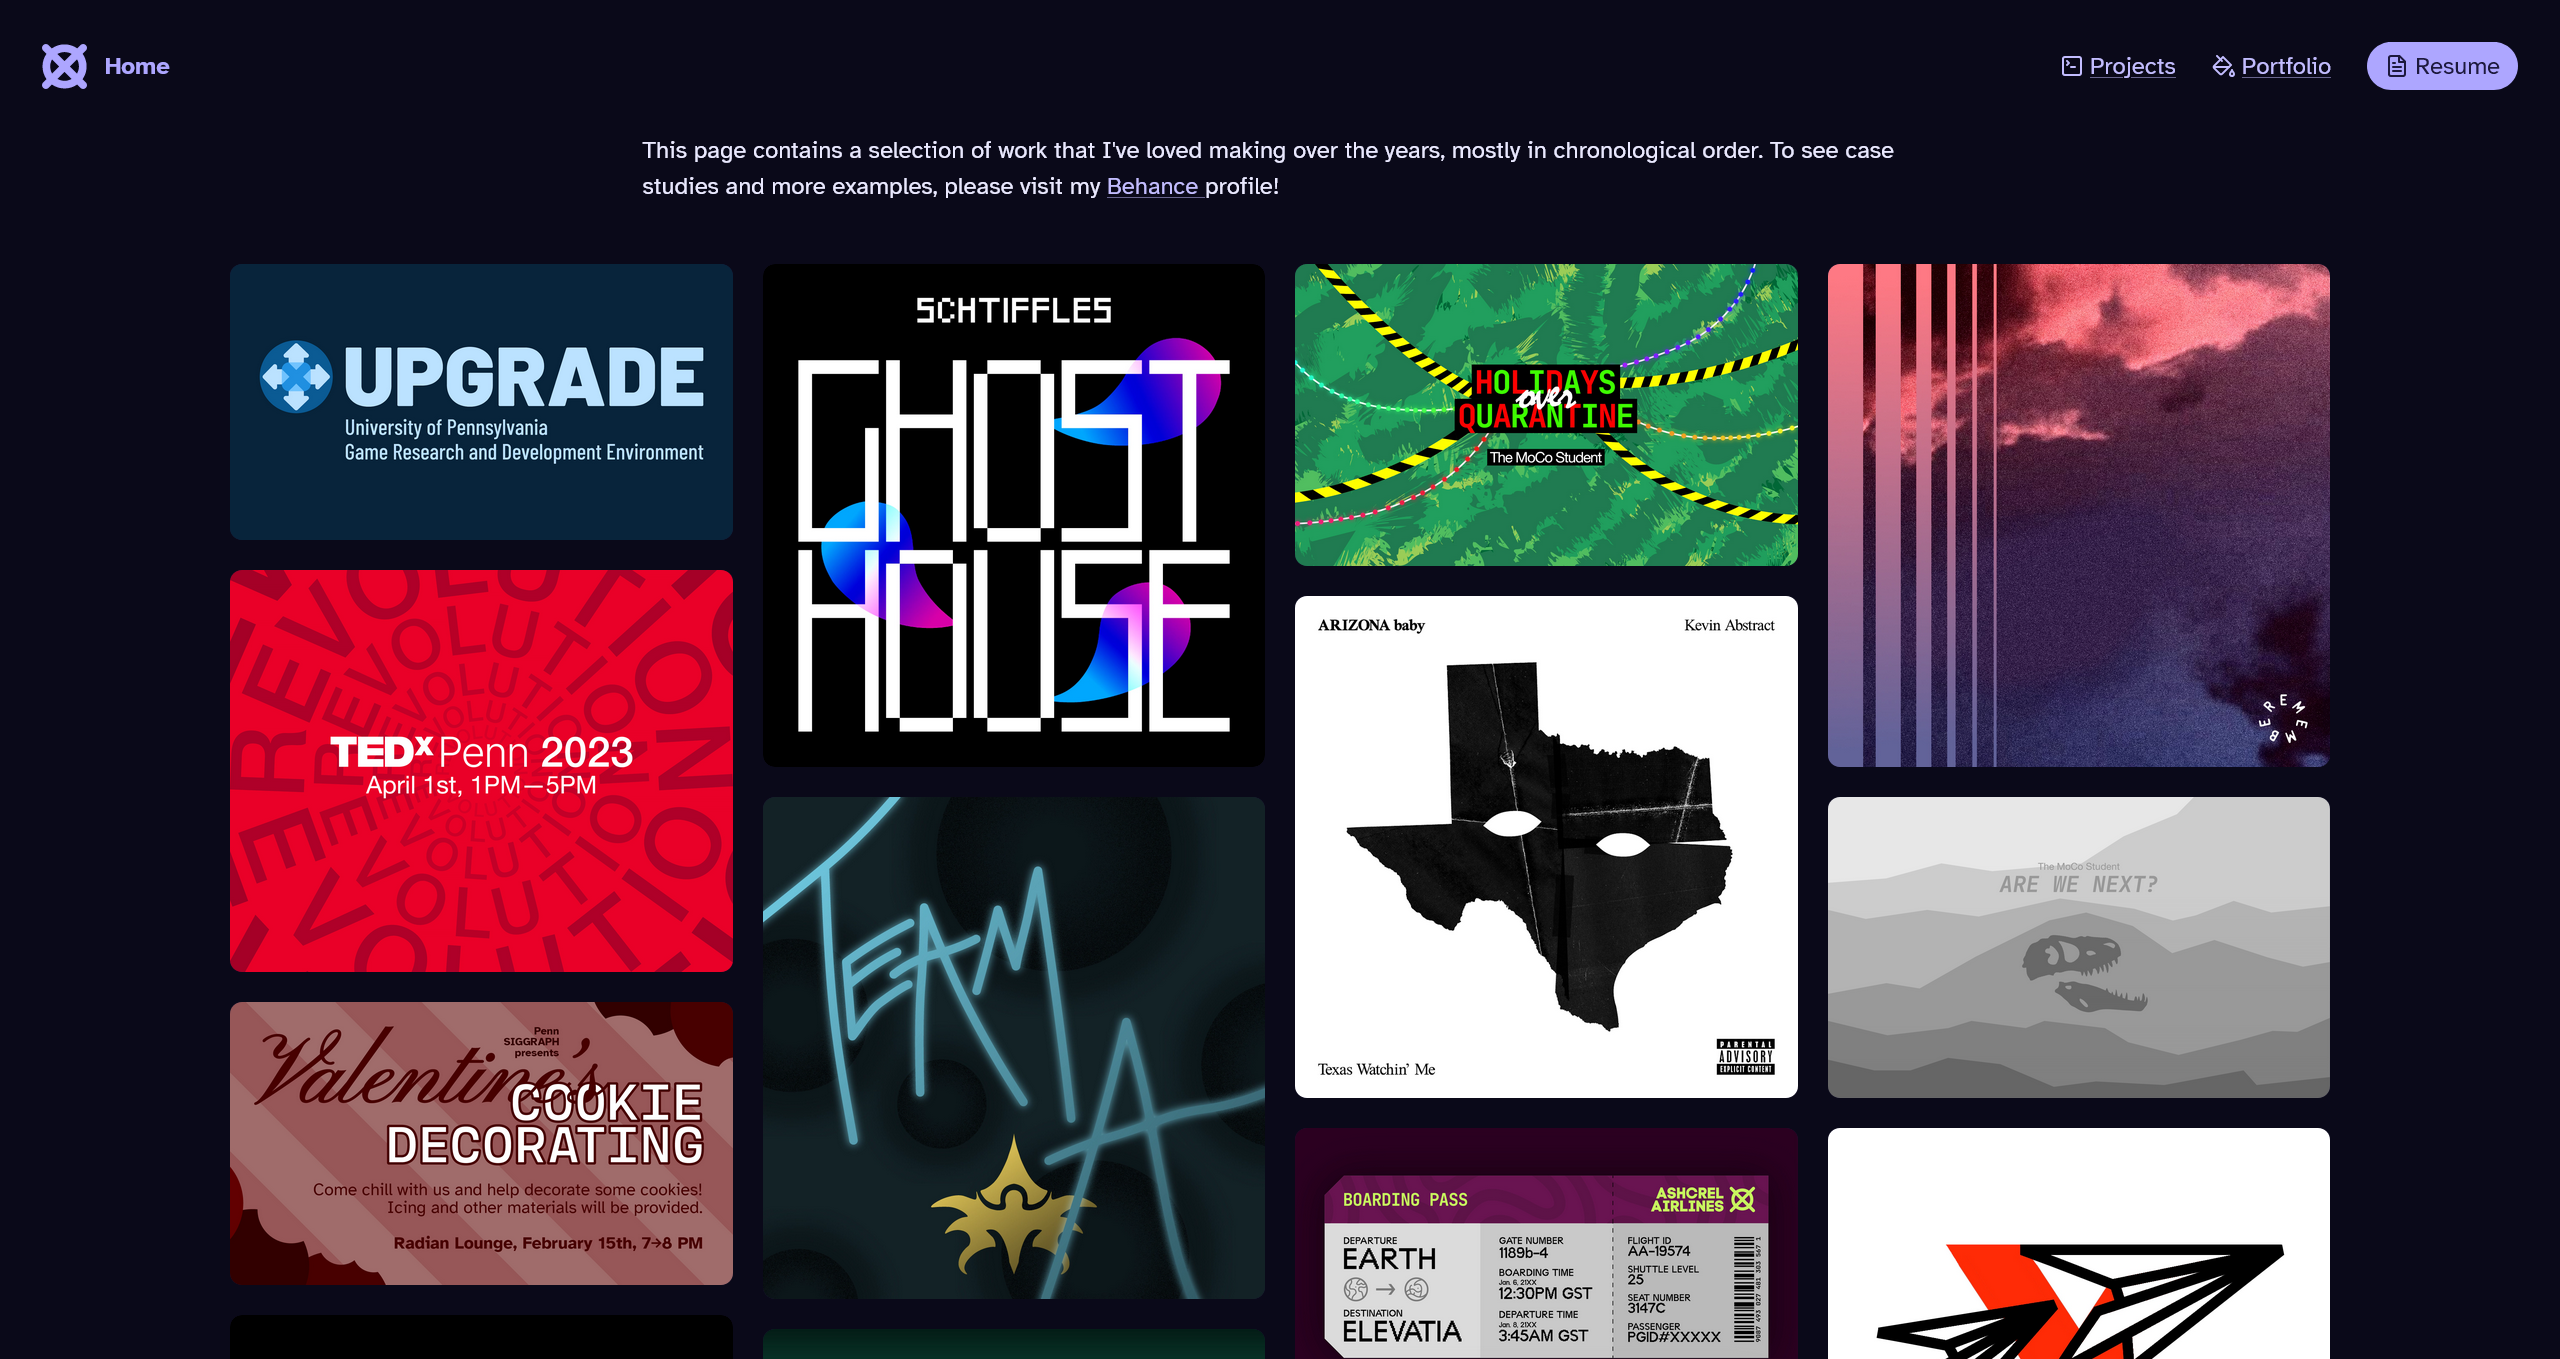 Home
Projects
Portfolio
Resume
This page contains a selection of work that I've loved making over the years, mostly in chronological order. To see case
studies and more examples, please visit my Behance profile!
UPGRADE
University of Pennsylvania
Game Research and Development Environment
REVOLUTION
TEDx Penn 2023
April 1st, 1PM—5PM
Penn
SIGGRAPH
presents
Valentine's
COOKIE
DECORATING
Come chill with us and help decorate some cookies!
Icing and other materials will be provided.
Radian Lounge, February 15th, 7→8 PM
SCHTIFFLES
GHOST
HOUSE
TEAM
A
HOLIDAYS
over
QUARANTINE
The MoCo Student
ARIZONA baby
Kevin Abstract
Texas Watchin' Me
PARENTAL
ADVISORY
EXPLICIT CONTENT
BOARDING PASS
ASHCREL
AIRLINES
DEPARTURE
EARTH
DESTINATION
ELEVATIA
GATE NUMBER
1189b-4
BOARDING TIME
Jan. 6, 21XX
12:30PM GST
DEPARTURE TIME
Jan. 8, 21XX
3:45AM GST
FLIGHT ID
AA-19574
SHUTTLE LEVEL
25
SEAT NUMBER
3147C
PASSENGER
PGID#XXXXX
REMEMBER
The MoCo Student
ARE WE NEXT?